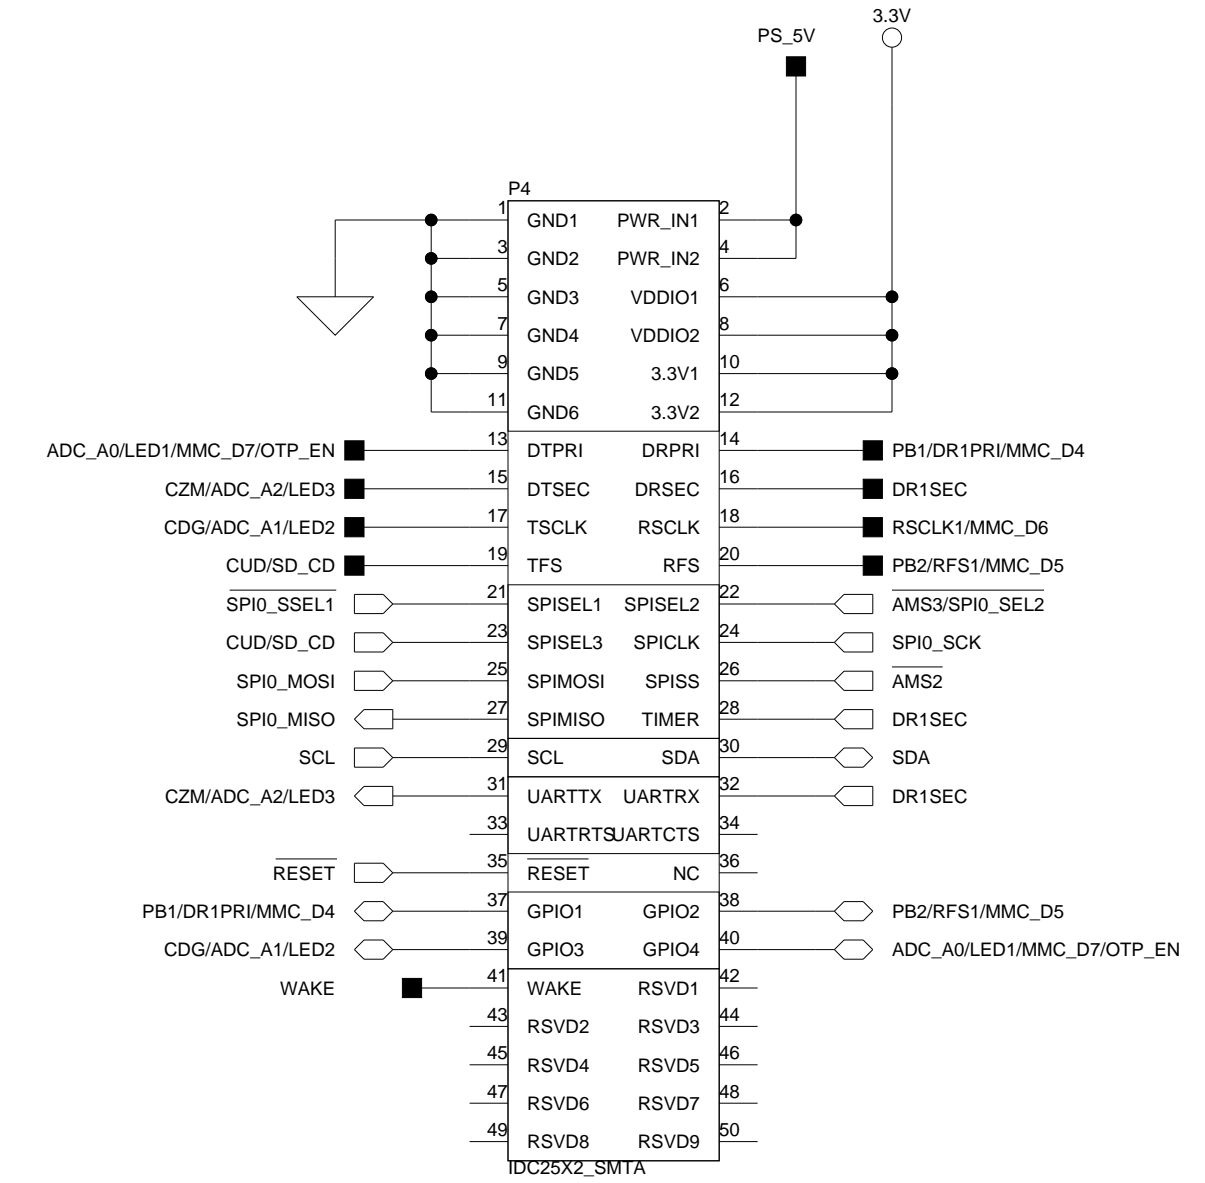 3.3V
PS_5V
P4
1 GND1 PWR_IN1 2
3 GND2 PWR_IN2 4
5 GND3 VDDIO1 6
7 GND4 VDDIO2 8
9 GND5 3.3V1 10
11 GND6 3.3V2 12
ADC_A0/LED1/MMC_D7/OTP_EN 13 DTPRI DRPRI 14 PB1/DR1PRI/MMC_D4
CZM/ADC_A2/LED3 15 DTSEC DRSEC 16 DR1SEC
CDG/ADC_A1/LED2 17 TSCLK RSCLK 18 RSCLK1/MMC_D6
CUD/SD_CD 19 TFS RFS 20 PB2/RFS1/MMC_D5
SPI0_SSEL1 21 SPISEL1 SPISEL2 22 AMS3/SPI0_SEL2
CUD/SD_CD 23 SPISEL3 SPICLK 24 SPI0_SCK
SPI0_MOSI 25 SPIMOSI SPISS 26 AMS2
SPI0_MISO 27 SPIMISO TIMER 28 DR1SEC
SCL 29 SCL SDA 30 SDA
CZM/ADC_A2/LED3 31 UARTTX UARTRX 32 DR1SEC
33 UARTRTS UARTCTS 34
RESET 35 RESET NC 36
PB1/DR1PRI/MMC_D4 37 GPIO1 GPIO2 38 PB2/RFS1/MMC_D5
CDG/ADC_A1/LED2 39 GPIO3 GPIO4 40 ADC_A0/LED1/MMC_D7/OTP_EN
WAKE 41 WAKE RSVD1 42
43 RSVD2 RSVD3 44
45 RSVD4 RSVD5 46
47 RSVD6 RSVD7 48
49 RSVD8 RSVD9 50
IDC25X2_SMTA